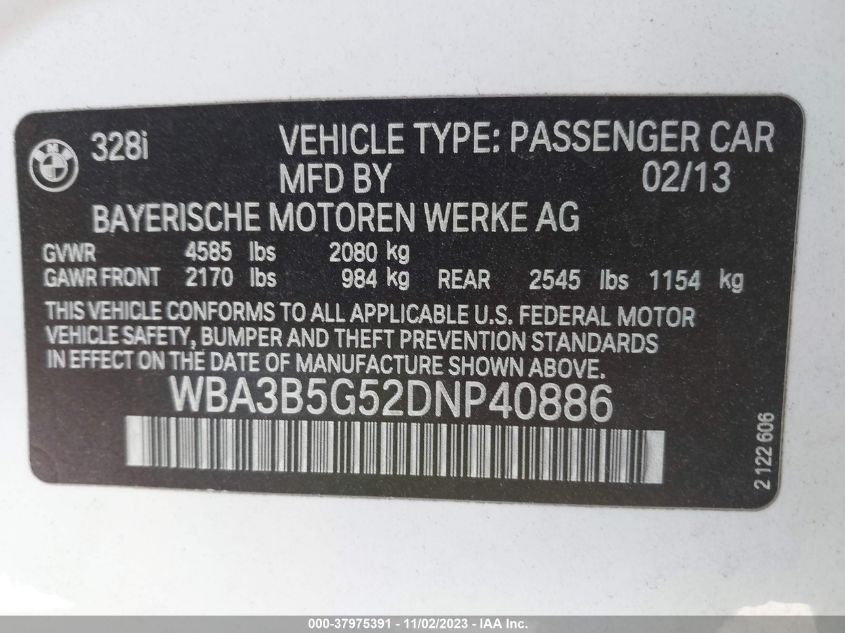 328i VEHICLE TYPE: PASSENGER CAR
MFD BY 02/13
BAYERISCHE MOTOREN WERKE AG
GVWR 4585 lbs 2080 kg
GAWR FRONT 2170 lbs 984 kg REAR 2545 lbs 1154 kg
THIS VEHICLE CONFORMS TO ALL APPLICABLE U.S. FEDERAL MOTOR
VEHICLE SAFETY, BUMPER AND THEFT PREVENTION STANDARDS
IN EFFECT ON THE DATE OF MANUFACTURE SHOWN ABOVE.
WBA3B5G52DNP40886
2 122 606
000-37975391 - 11/02/2023 - IAA Inc.